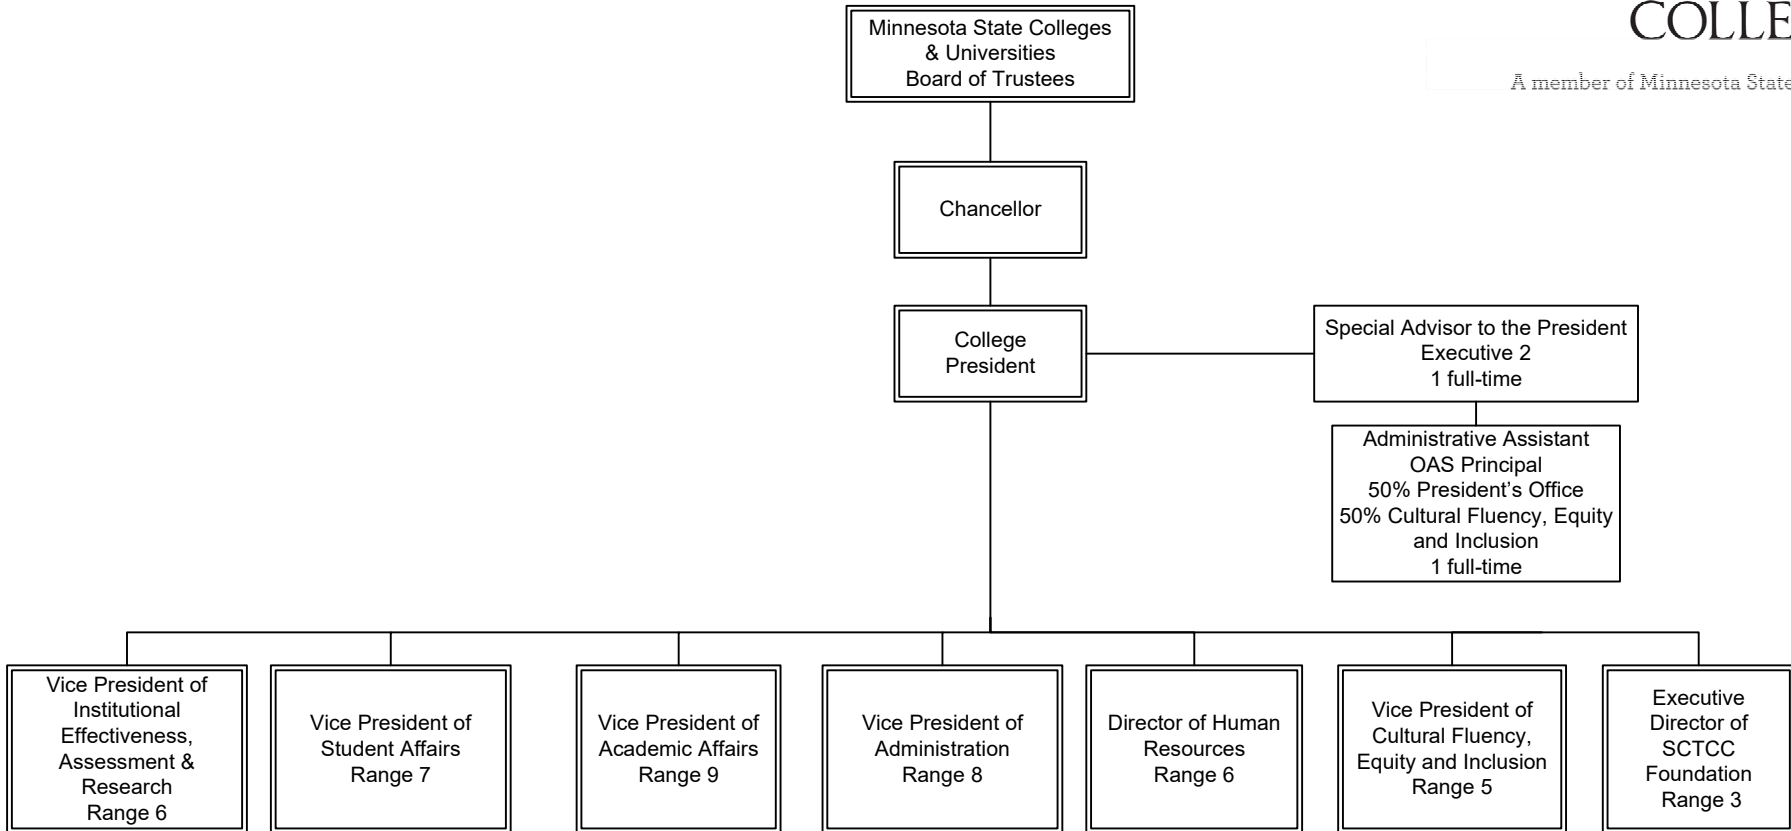 COLLE
A member of Minnesota State
Minnesota State Colleges
& Universities
Board of Trustees
Chancellor
College
President
Special Advisor to the President
Executive 2
1 full-time
Administrative Assistant
OAS Principal
50% President’s Office
50% Cultural Fluency, Equity
and Inclusion
1 full-time
Vice President of
Institutional
Effectiveness,
Assessment &
Research
Range 6
Vice President of
Student Affairs
Range 7
Vice President of
Academic Affairs
Range 9
Vice President of
Administration
Range 8
Director of Human
Resources
Range 6
Vice President of
Cultural Fluency,
Equity and Inclusion
Range 5
Executive
Director of
SCTCC
Foundation
Range 3